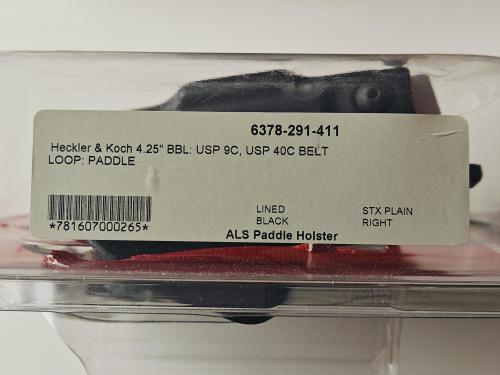 6378-291-411
Heckler & Koch 4.25" BBL: USP 9C, USP 40C BELT
LOOP: PADDLE
LINED STX PLAIN
*781607000265* BLACK RIGHT
ALS Paddle Holster